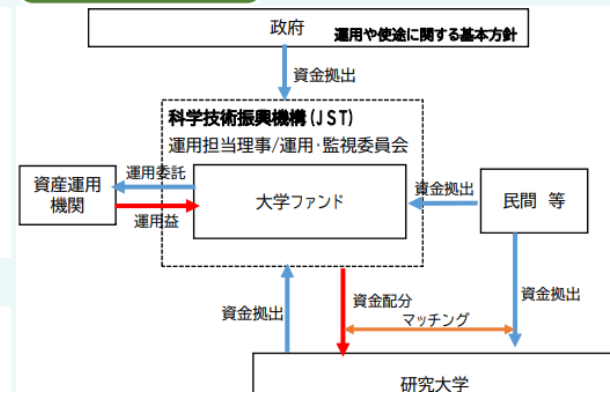 政府
運用や使途に関する基本方針
資金拠出
科学技術振興機構(JST)
運用担当理事/運用・監視委員会
資産運用
機関
運用委託
運用益
大学ファンド
資金拠出
民間 等
資金拠出
資金配分
マッチング
資金拠出
研究大学